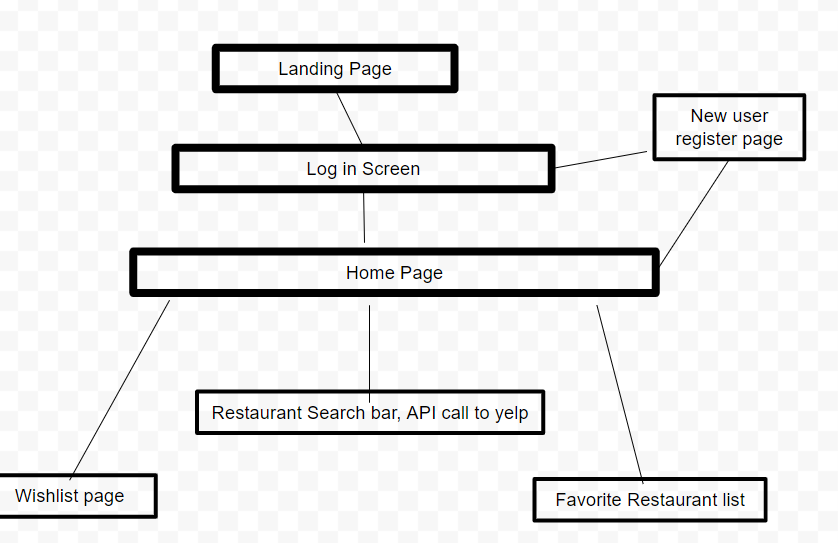 Landing Page
New user
register page
Log in Screen
Home Page
Restaurant Search bar, API call to yelp
Wishlist page
Favorite Restaurant list